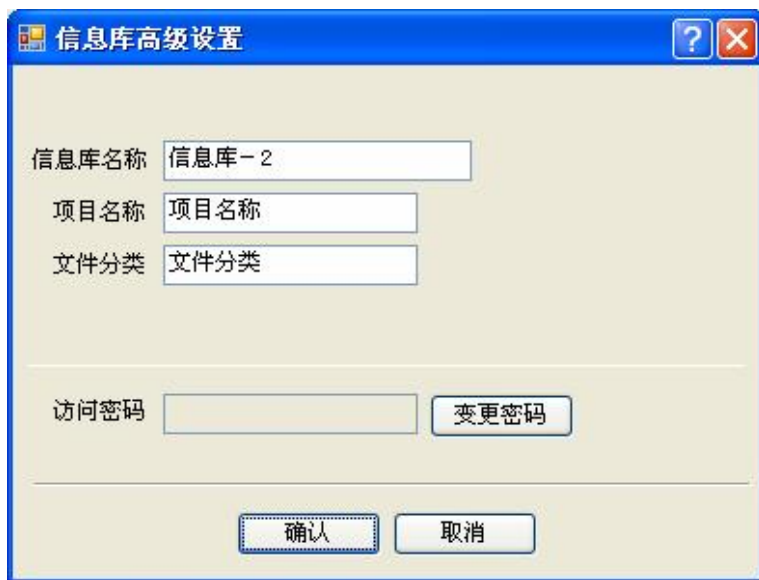 信息库高级设置
信息库名称 信息库－2
项目名称 项目名称
文件分类 文件分类
访问密码 变更密码
确认 取消